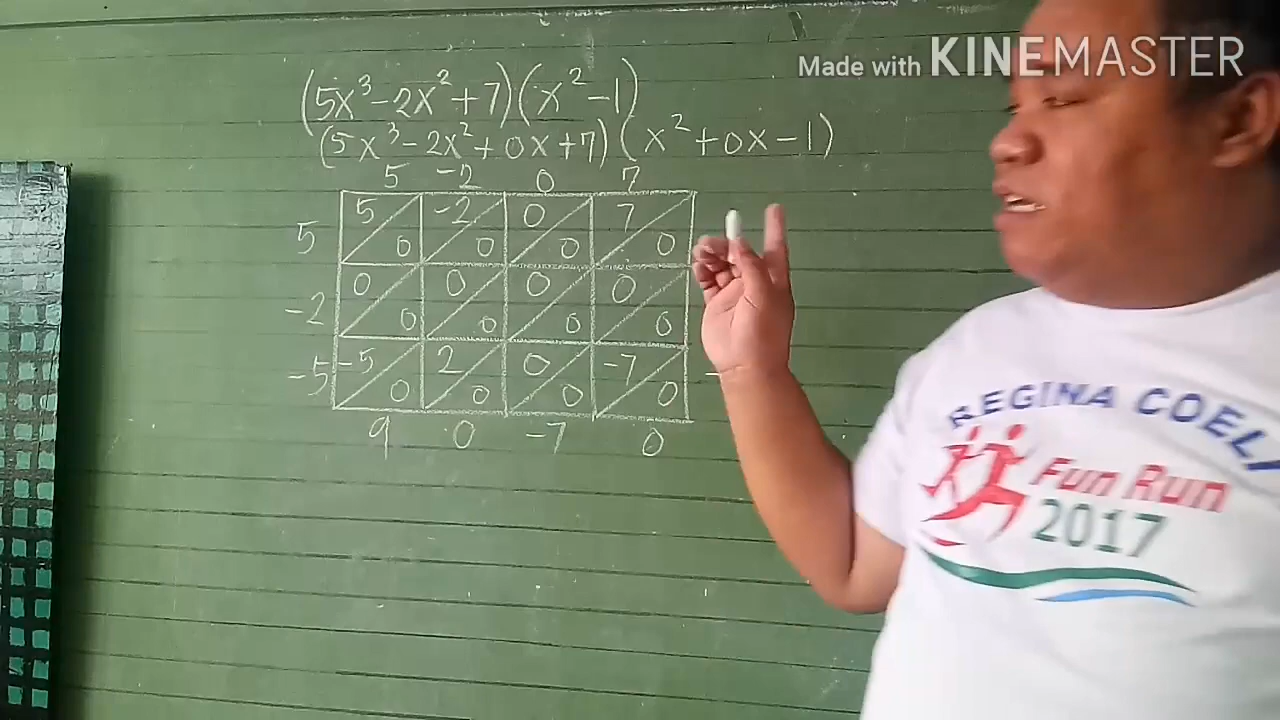 Made with KINEMASTER
(5x³-2x²+7)(x²-1)
(5x³-2x²+0x+7)(x²+0x-1)
5 -2 0 7
5 5 0 -2 0 0 0 7 0
-2 0 0 0 0 0 0 0 0
-5 -5 0 2 0 0 0 -7 0
9 0 -7 0
REGINA COELI
Fun Run
2017